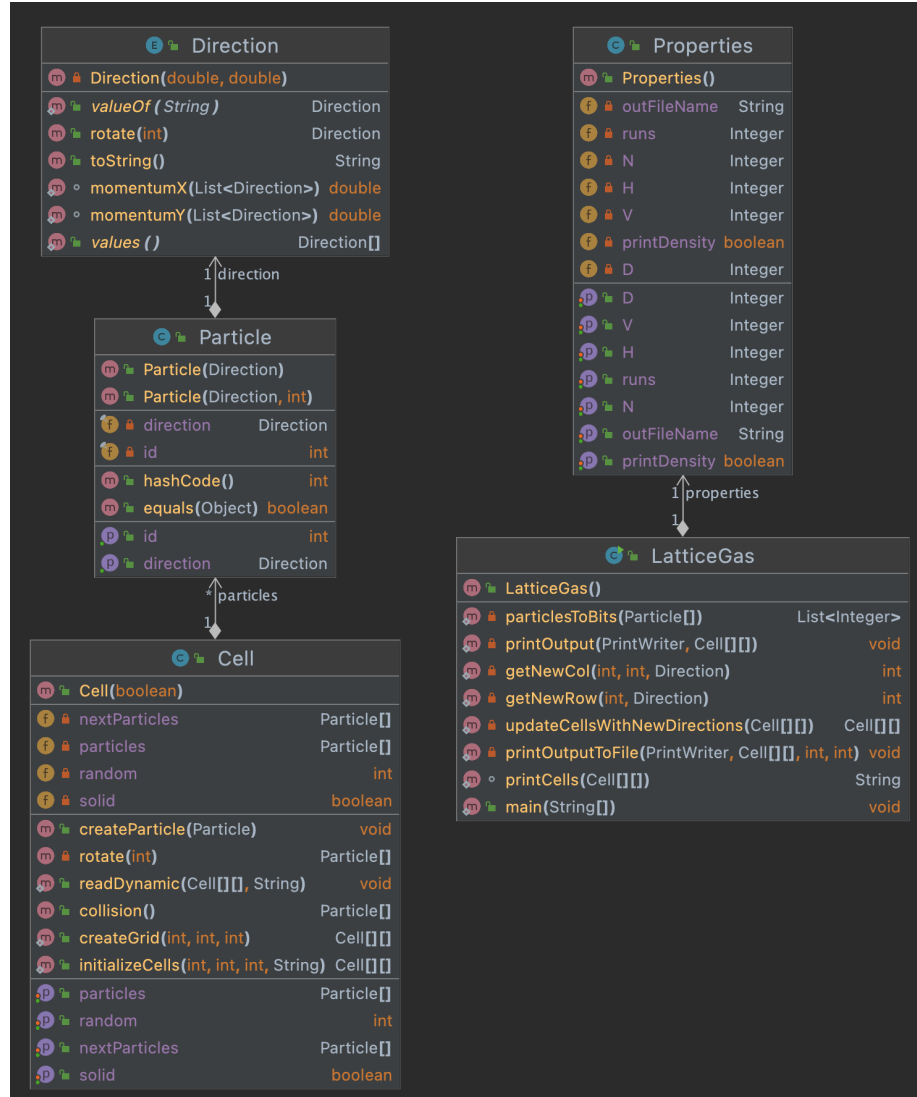 Direction
Direction(double, double)
valueOf(String) Direction
rotate(int) Direction
toString() String
momentumX(List<Direction>) double
momentumY(List<Direction>) double
values() Direction[]
1 direction
1
Particle
Particle(Direction)
Particle(Direction, int)
direction Direction
id int
hashCode() int
equals(Object) boolean
id int
direction Direction
* particles
1
Cell
Cell(boolean)
nextParticles Particle[]
particles Particle[]
random int
solid boolean
createParticle(Particle) void
rotate(int) Particle[]
readDynamic(Cell[][], String) void
collision() Particle[]
createGrid(int, int, int) Cell[][]
initializeCells(int, int, int, String) Cell[][]
particles Particle[]
random int
nextParticles Particle[]
solid boolean
Properties
Properties()
outFileName String
runs Integer
N Integer
H Integer
V Integer
printDensity boolean
D Integer
D Integer
V Integer
H Integer
runs Integer
N Integer
outFileName String
printDensity boolean
1 properties
1
LatticeGas
LatticeGas()
particlesToBits(Particle[]) List<Integer>
printOutput(PrintWriter, Cell[][]) void
getNewCol(int, int, Direction) int
getNewRow(int, Direction) int
updateCellsWithNewDirections(Cell[][]) Cell[][]
printOutputToFile(PrintWriter, Cell[][], int, int) void
printCells(Cell[][]) String
main(String[]) void